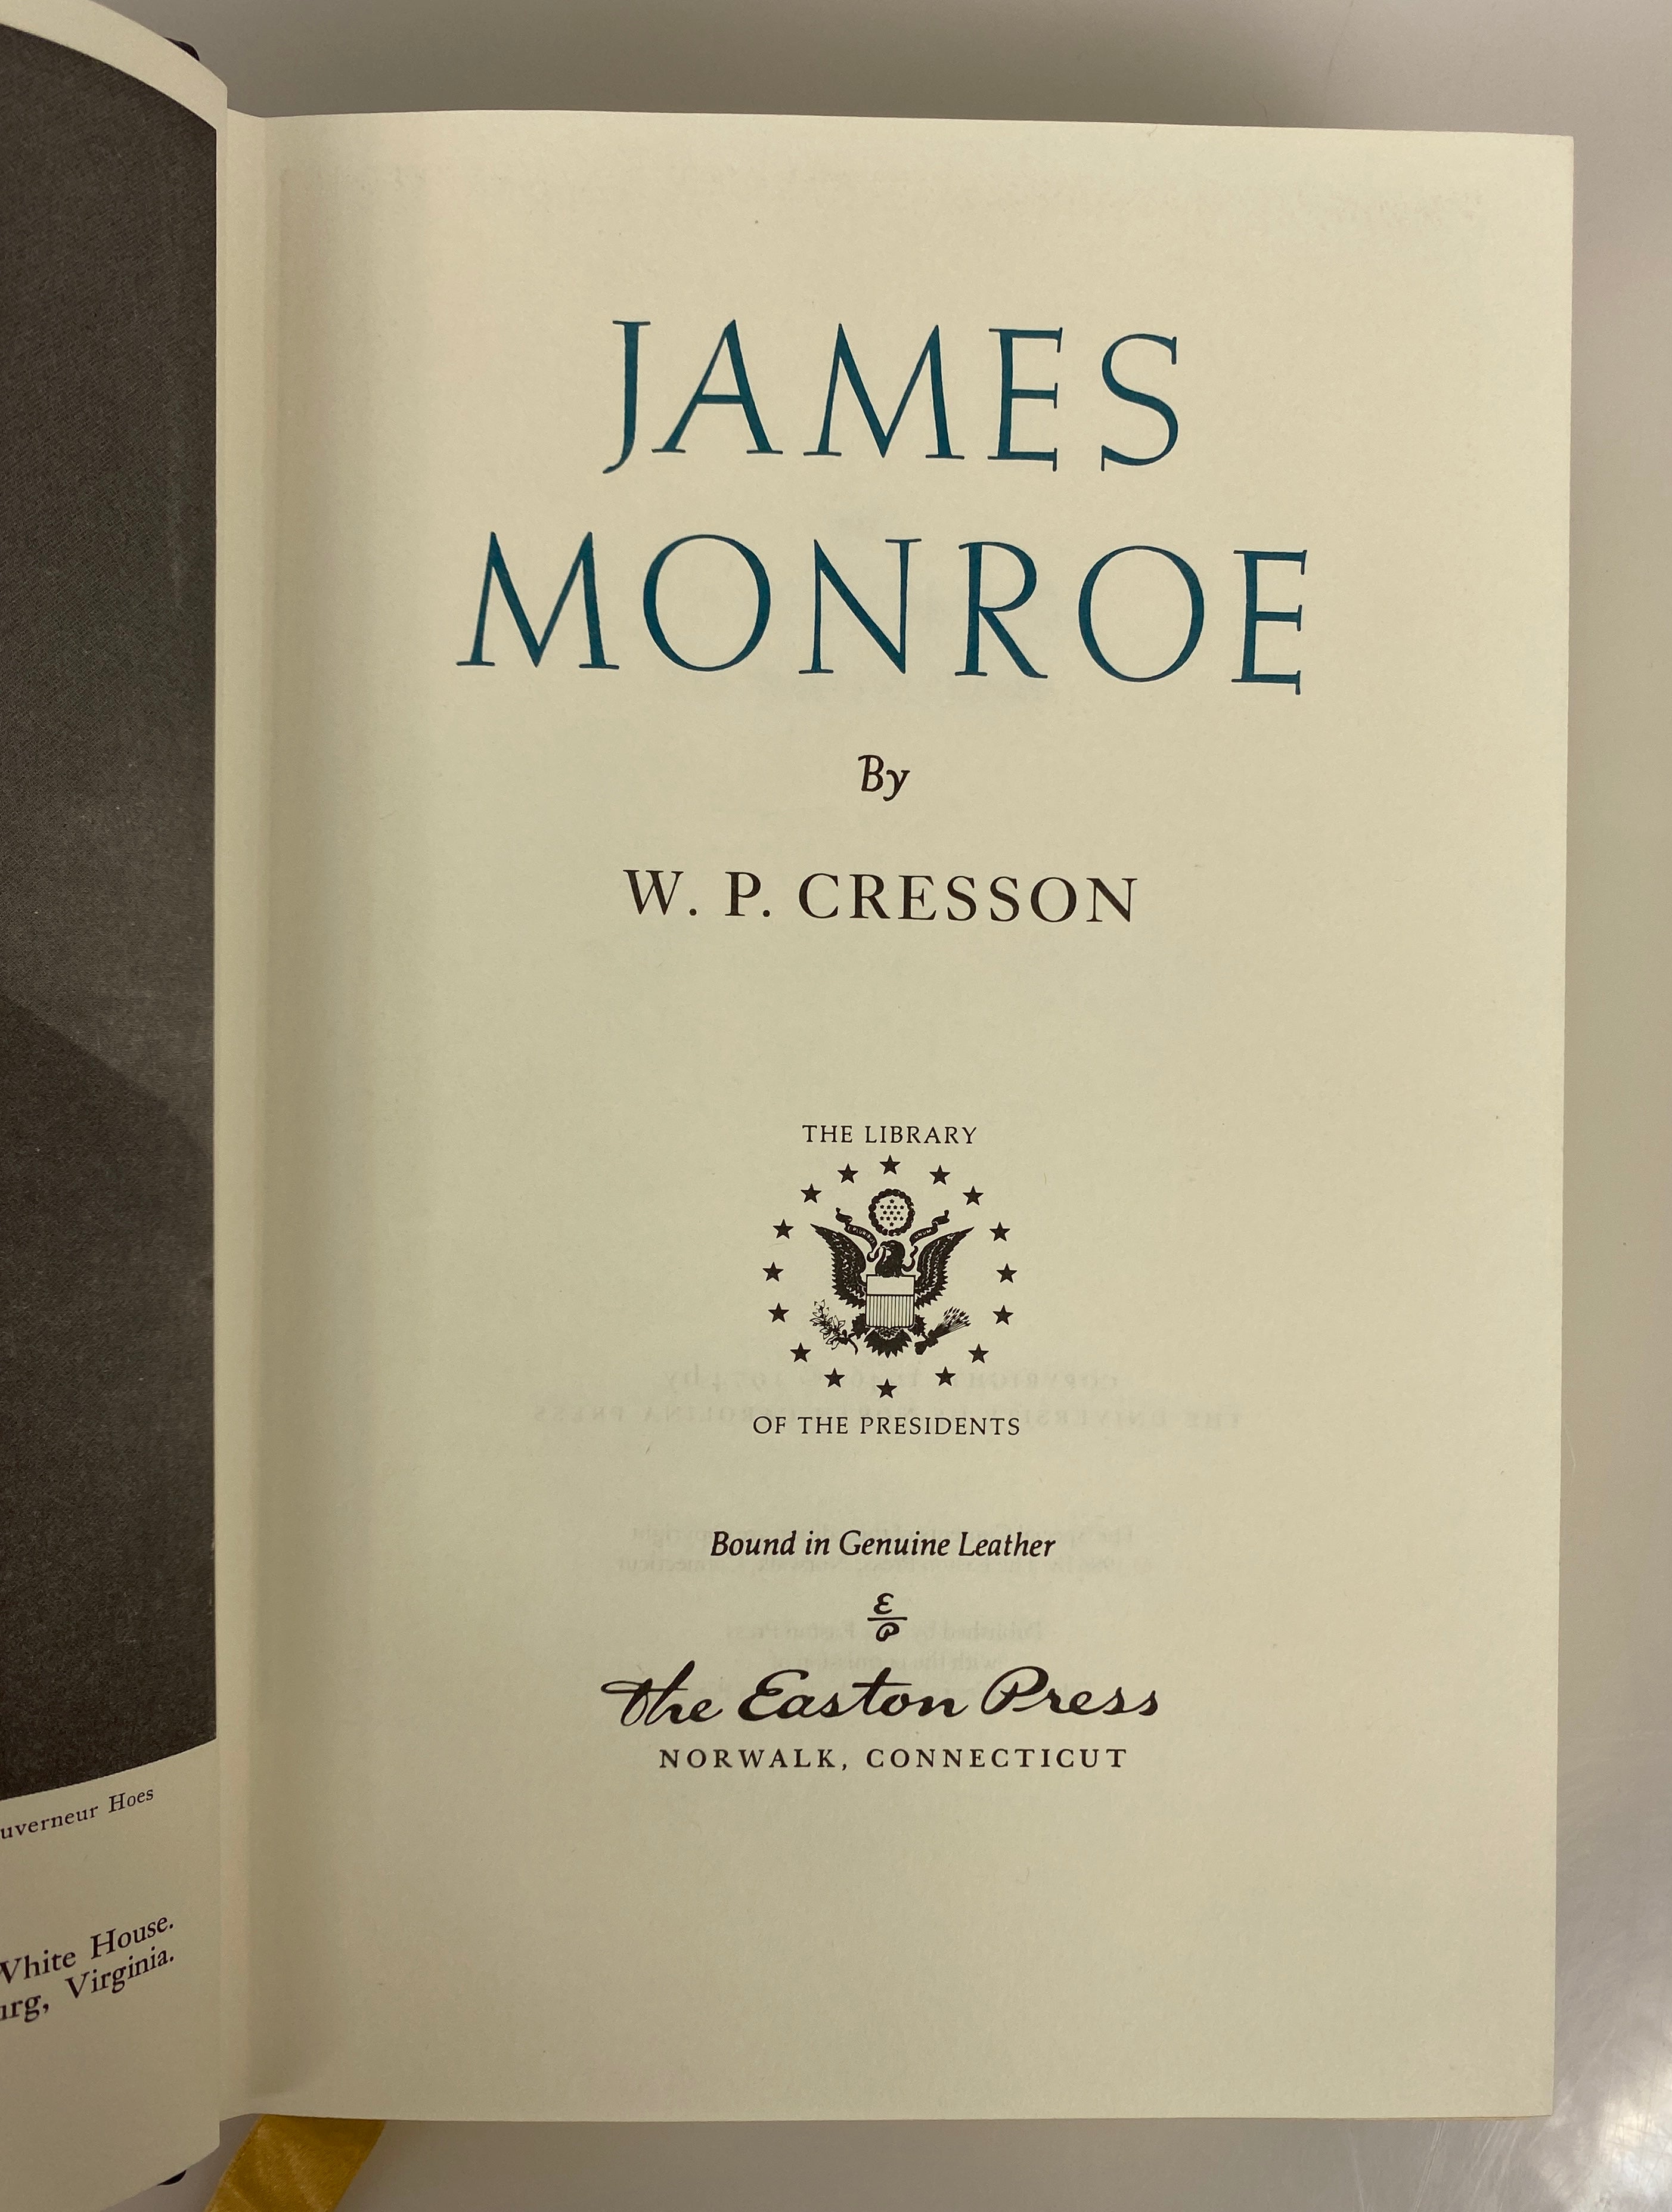 uverneur Hoes
White House.
urg, Virginia.
JAMES
MONROE
By
W. P. CRESSON
THE LIBRARY
OF THE PRESIDENTS
Bound in Genuine Leather
E
P
The Easton Press
NORWALK, CONNECTICUT